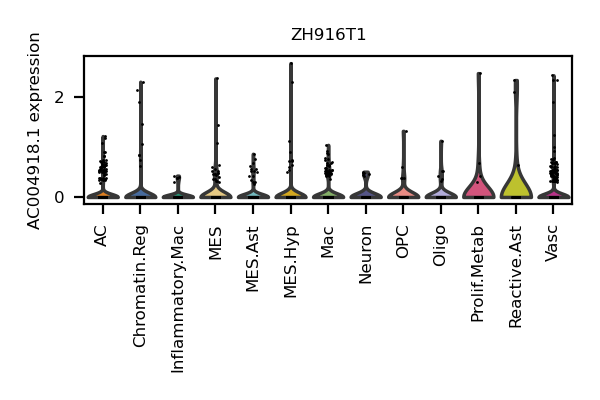 ZH916T1
AC004918.1 expression
2
0
AC
Chromatin.Reg
Inflammatory.Mac
MES
MES.Ast
MES.Hyp
Mac
Neuron
OPC
Oligo
Prolif.Metab
Reactive.Ast
Vasc